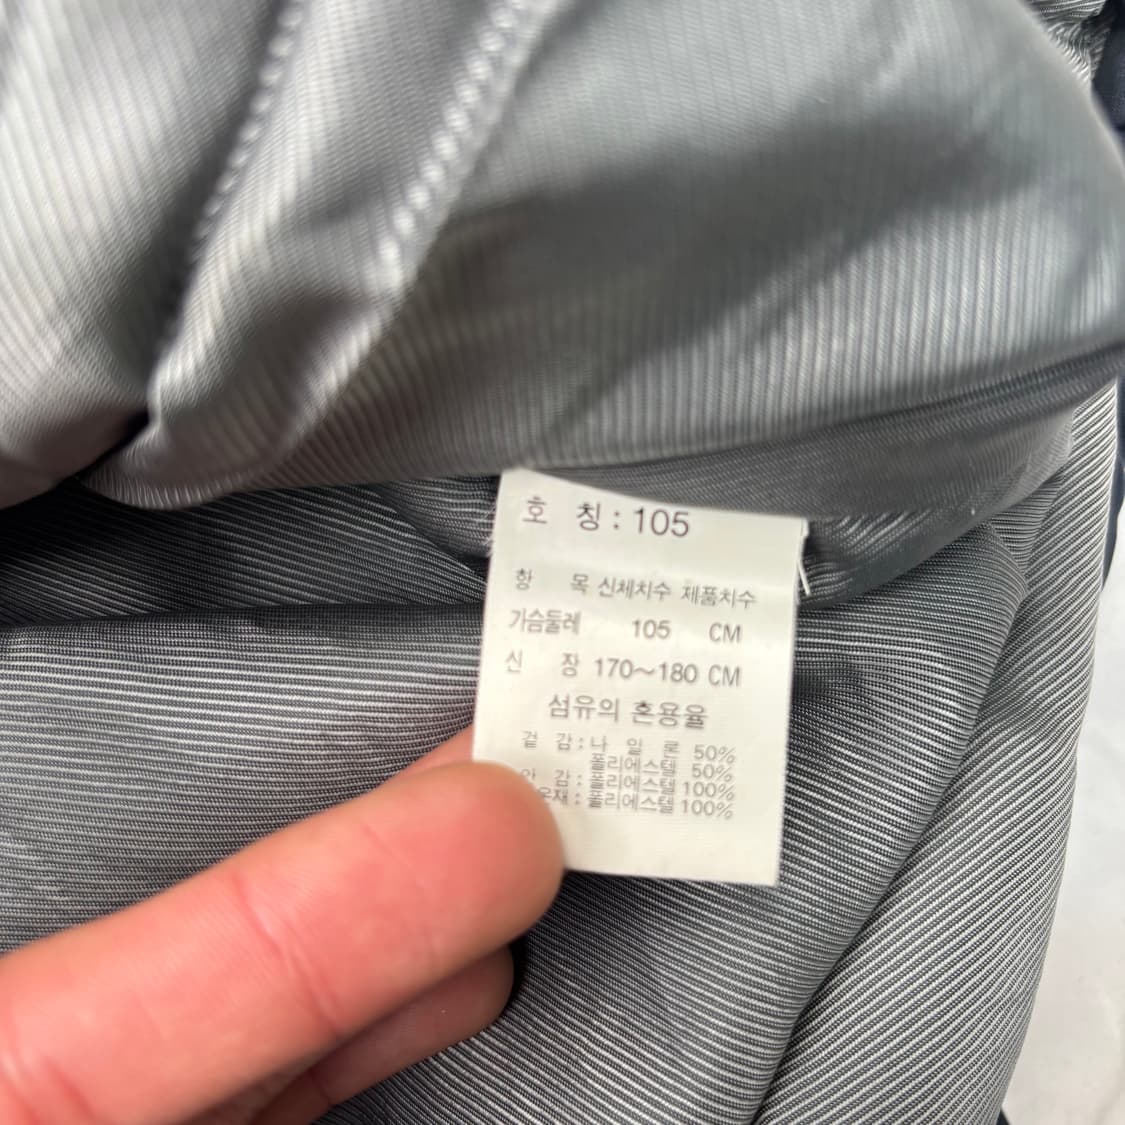 호 칭 : 105
항 목 신체치수 제품치수
가슴둘레 105 CM
신 장 170~180 CM
섬유의 혼용율
겉 감 : 나 일 론 50%
폴리에스텔 50%
안 감 : 폴리에스텔 100%
: 폴리에스텔 100%